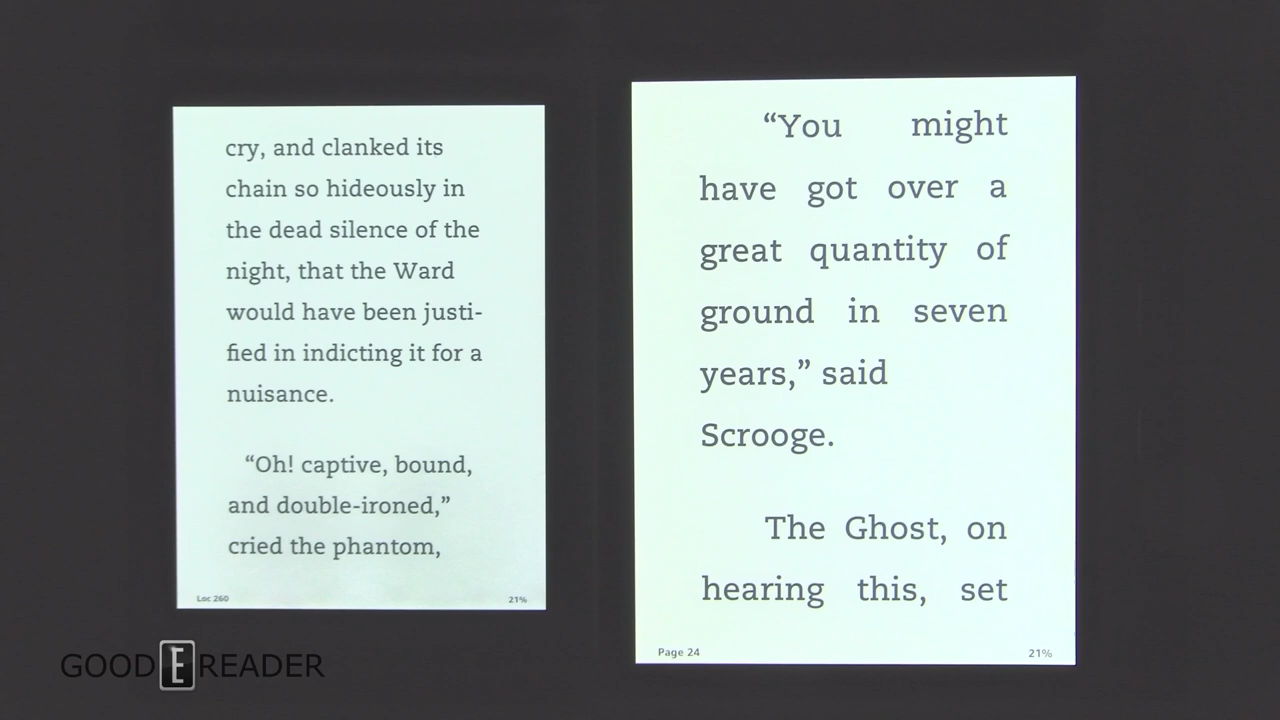 cry, and clanked its
chain so hideously in
the dead silence of the
night, that the Ward
would have been justi-
fied in indicting it for a
nuisance.
“Oh! captive, bound,
and double-ironed,”
cried the phantom,
Loc 260 21%
“You might
have got over a
great quantity of
ground in seven
years,” said
Scrooge.
The Ghost, on
hearing this, set
Page 24 21%
GOOD E READER